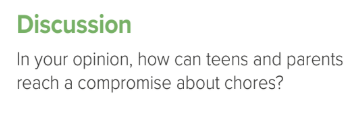 Discussion
In your opinion, how can teens and parents
reach a compromise about chores?